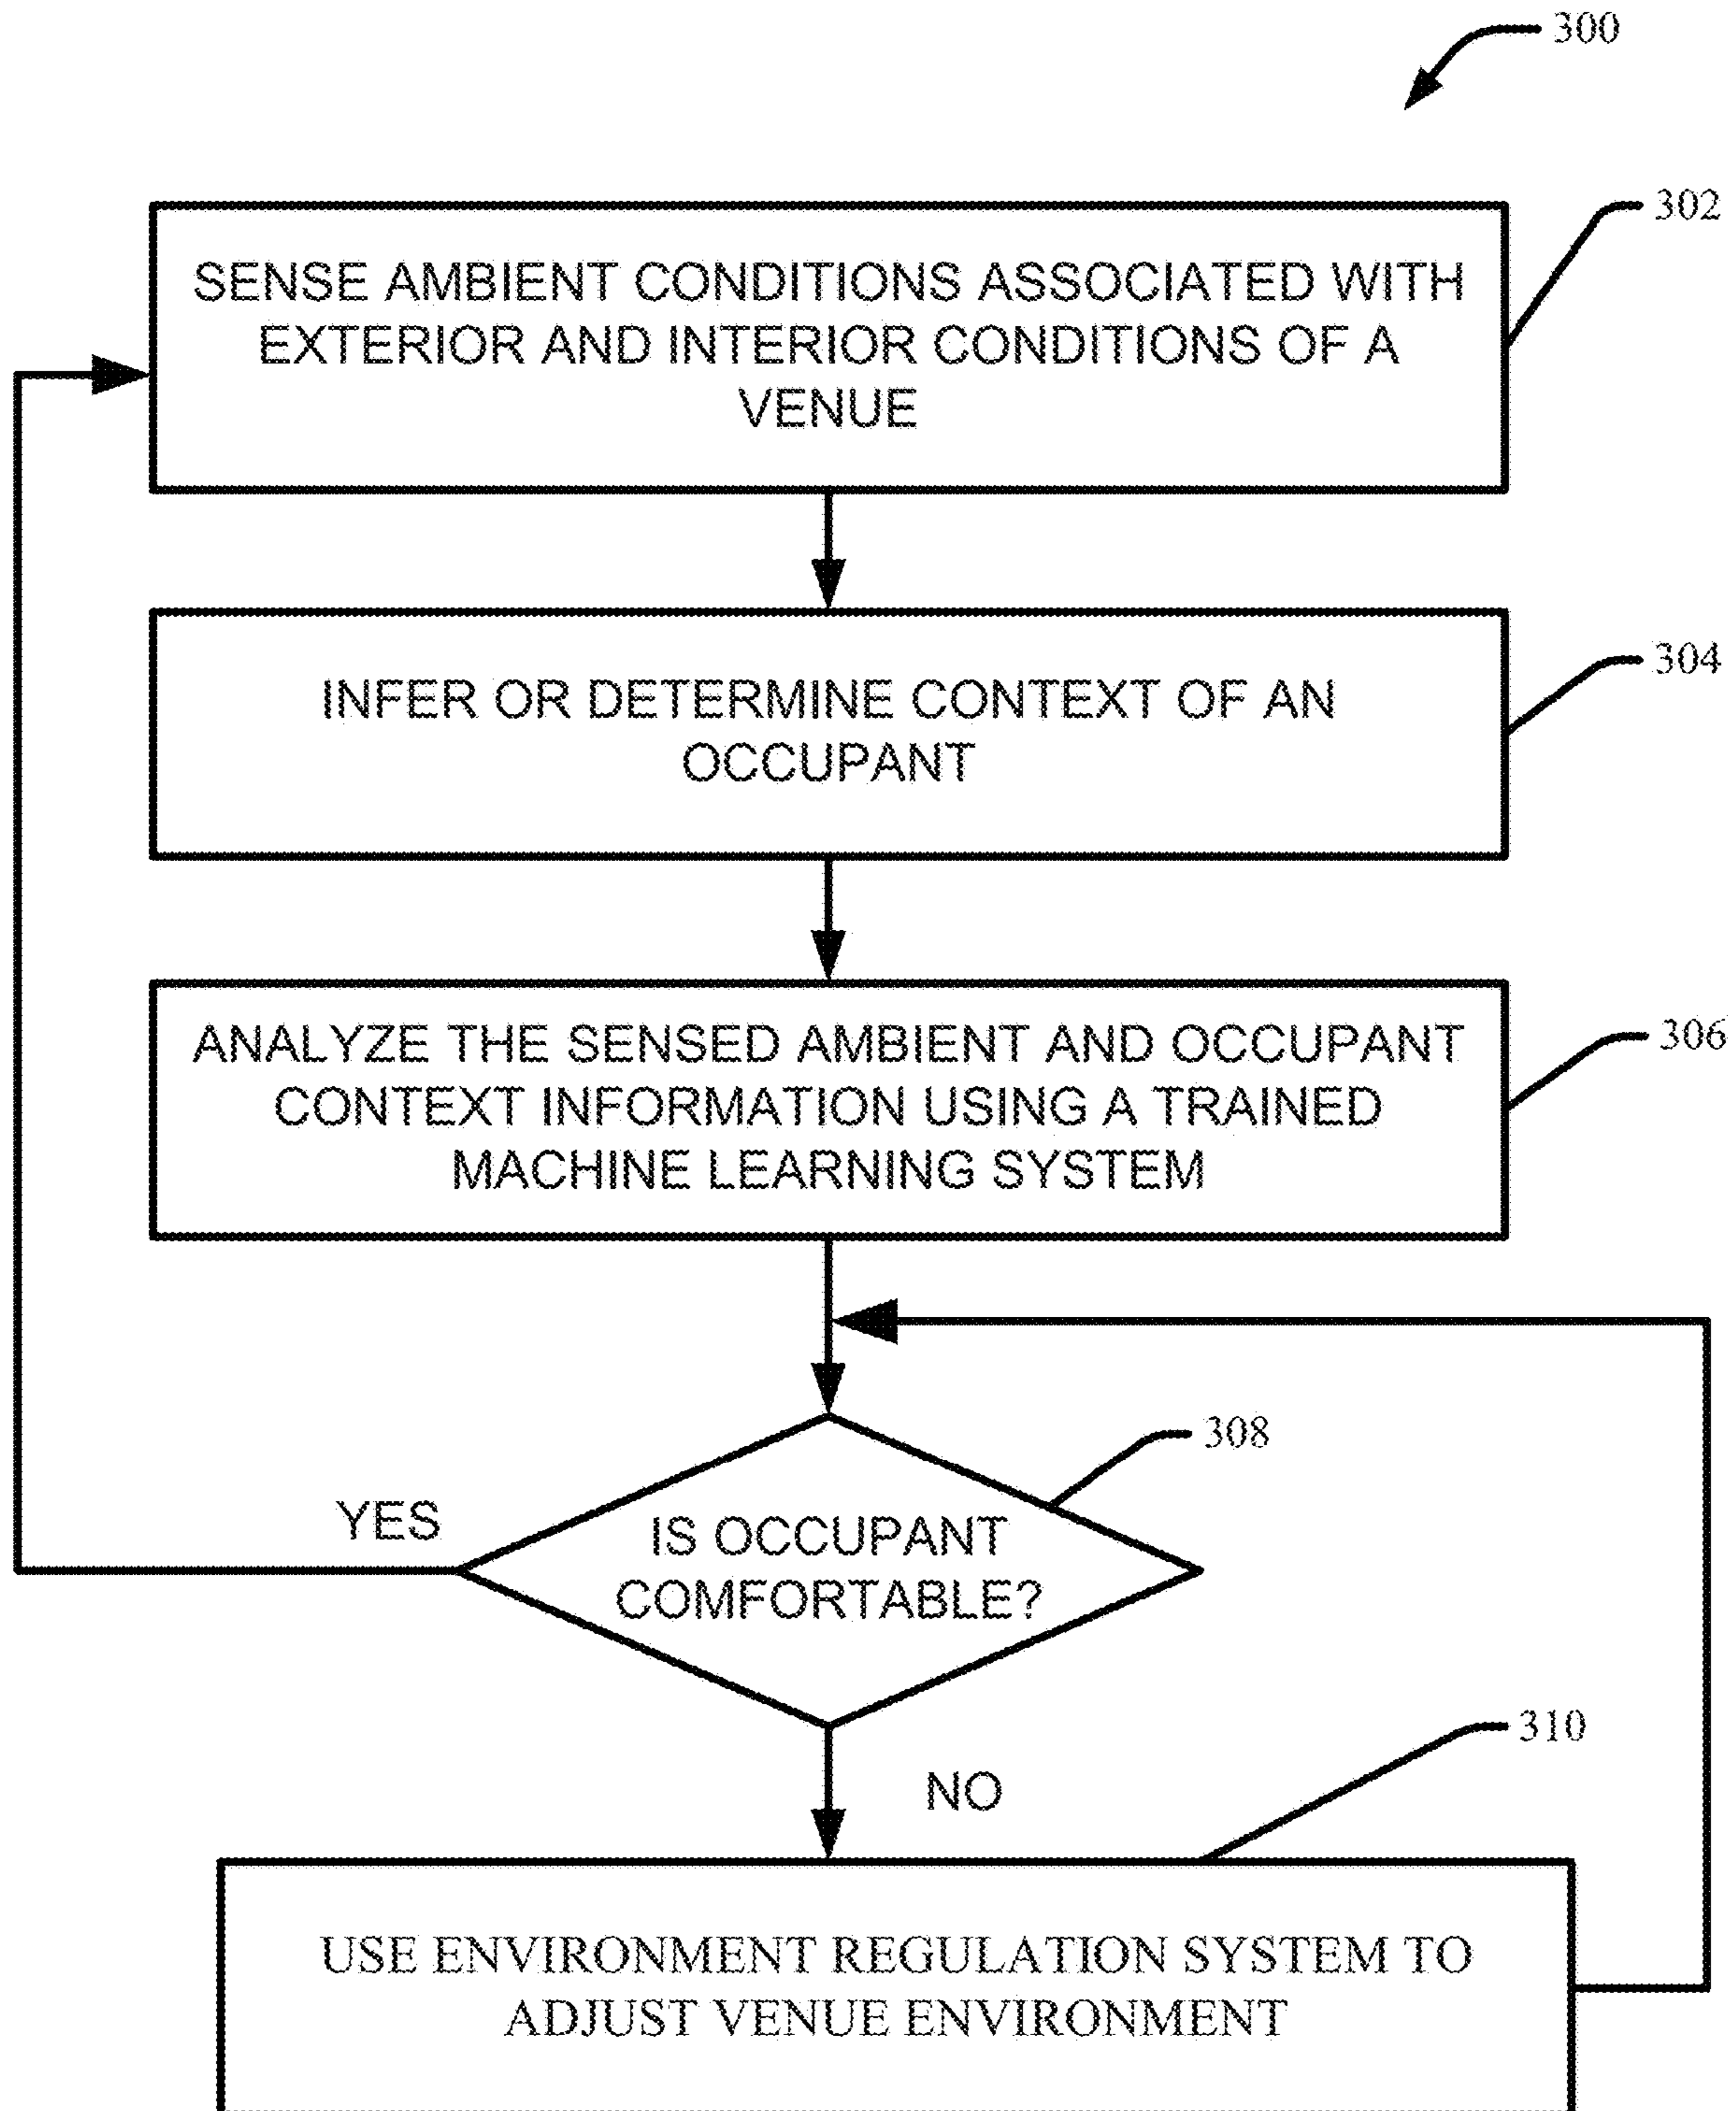 300
302
SENSE AMBIENT CONDITIONS ASSOCIATED WITH
EXTERIOR AND INTERIOR CONDITIONS OF A
VENUE
304
INFER OR DETERMINE CONTEXT OF AN
OCCUPANT
306
ANALYZE THE SENSED AMBIENT AND OCCUPANT
CONTEXT INFORMATION USING A TRAINED
MACHINE LEARNING SYSTEM
308
YES
IS OCCUPANT
COMFORTABLE?
NO
310
USE ENVIRONMENT REGULATION SYSTEM TO
ADJUST VENUE ENVIRONMENT